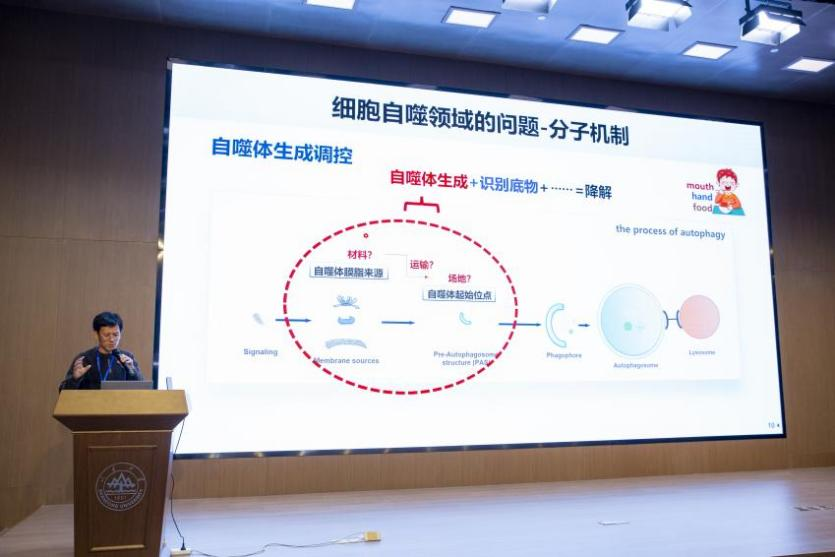 细胞自噬领域的问题-分子机制
自噬体生成调控
自噬体生成+识别底物+……=降解
mouth
hand
food
the process of autophagy
材料？
自噬体膜脂来源
运输？
场地？
自噬体起始位点
Signaling
Membrane sources
Pre-Autophagosome
structure (PAS)
Phagophore
Autophagosome
Lysosome
10
1901
SHANDONG UNIVERSITY